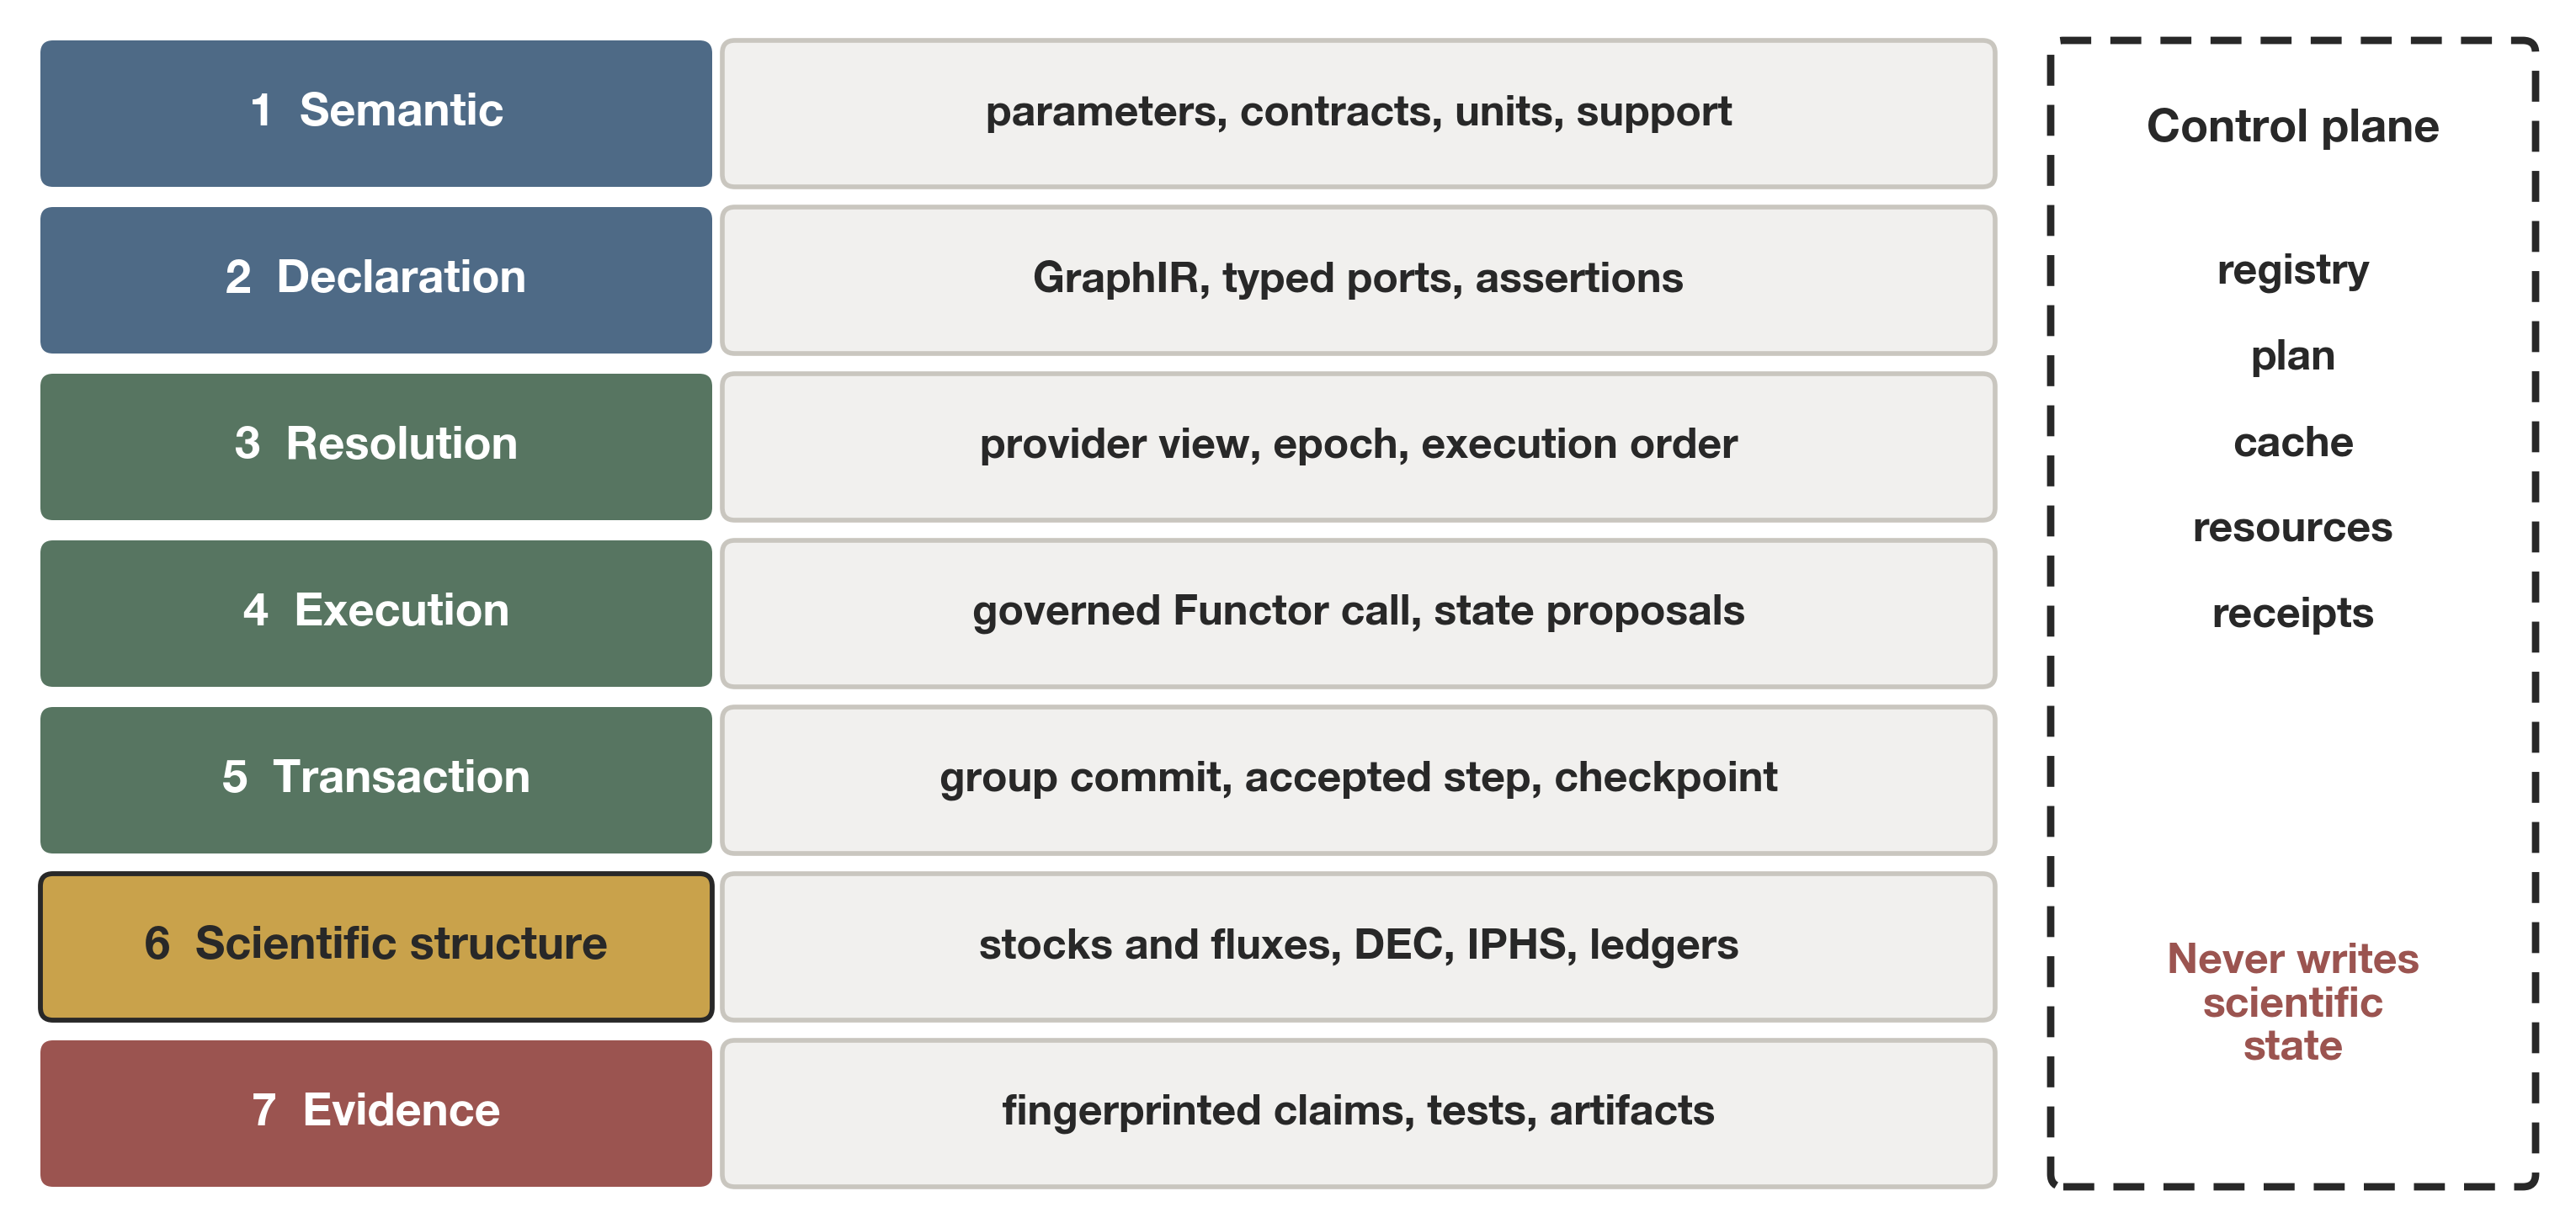 1 Semantic
parameters, contracts, units, support
2 Declaration
GraphIR, typed ports, assertions
3 Resolution
provider view, epoch, execution order
4 Execution
governed Functor call, state proposals
5 Transaction
group commit, accepted step, checkpoint
6 Scientific structure
stocks and fluxes, DEC, IPHS, ledgers
7 Evidence
fingerprinted claims, tests, artifacts
Control plane
registry
plan
cache
resources
receipts
Never writes
scientific
state